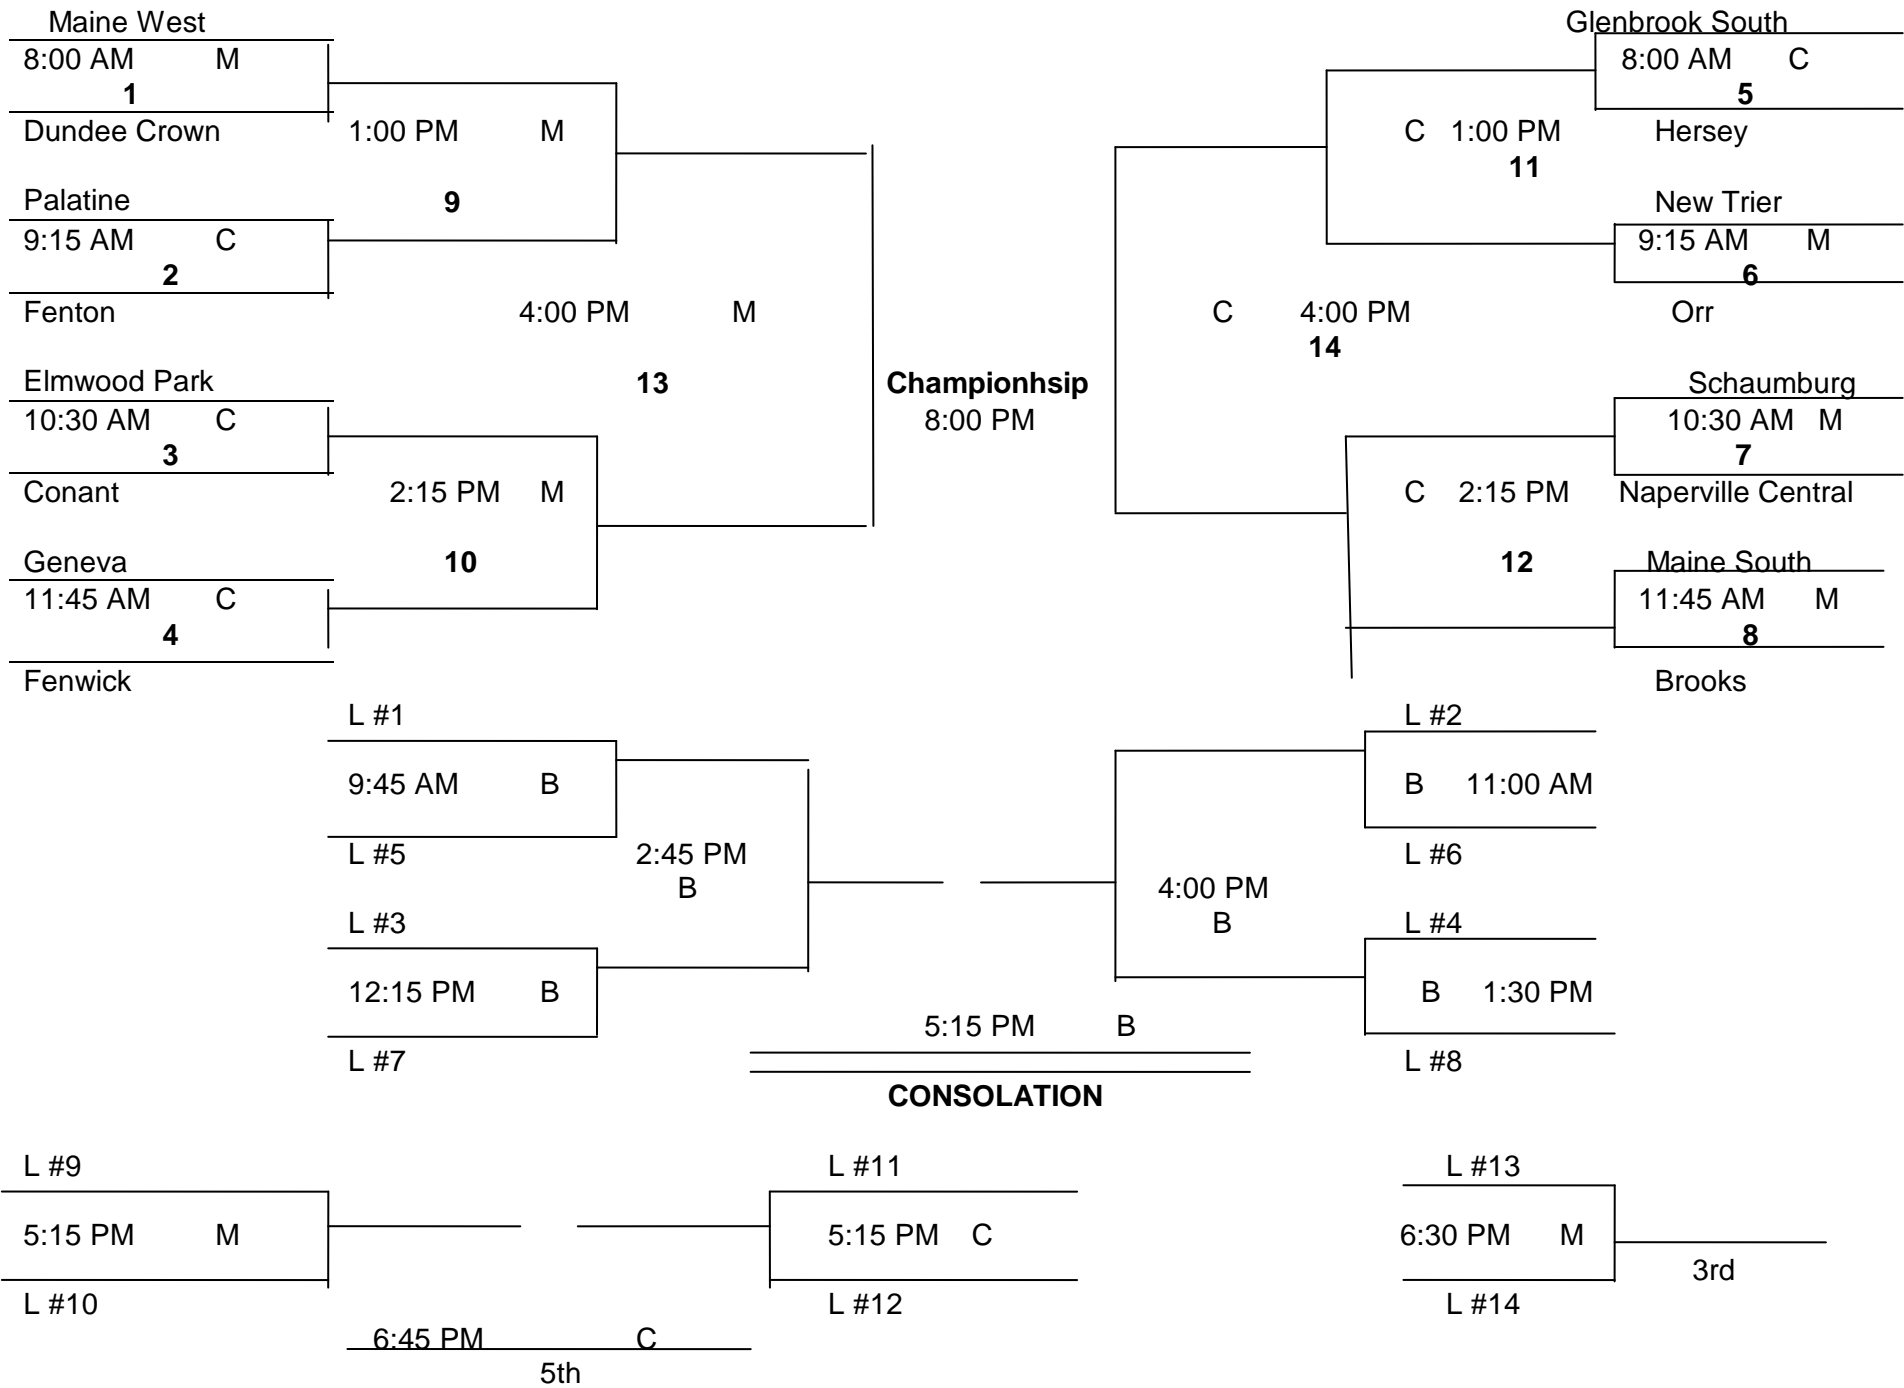 Maine West
Glenbrook South
8:00 AM M
8:00 AM C
1
5
Dundee Crown
1:00 PM M
C 1:00 PM
Hersey
11
Palatine
9
New Trier
9:15 AM C
9:15 AM M
2
6
Fenton
4:00 PM M
C 4:00 PM
Orr
14
Elmwood Park
13
Championhsip
Schaumburg
10:30 AM C
8:00 PM
10:30 AM M
3
7
Conant
2:15 PM M
C 2:15 PM
Naperville Central
Geneva
10
12
Maine South
11:45 AM C
11:45 AM M
4
8
Fenwick
Brooks
L #1
L #2
9:45 AM B
B 11:00 AM
L #5
2:45 PM
L #6
B
4:00 PM
B
L #3
L #4
12:15 PM B
B 1:30 PM
5:15 PM B
L #7
L #8
CONSOLATION
L #9
L #11
L #13
5:15 PM M
5:15 PM C
6:30 PM M
3rd
L #10
L #12
L #14
6:45 PM C
5th